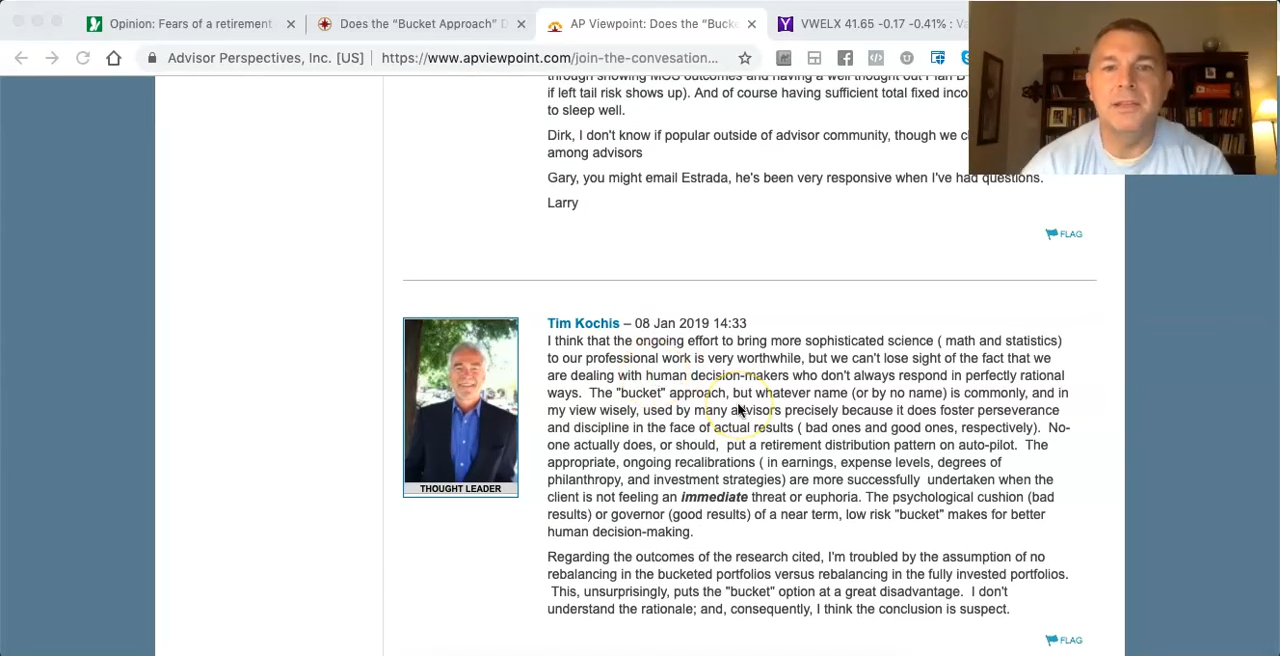 Opinion: Fears of a retirement
Does the "Bucket Approach" D
AP Viewpoint: Does the "Bucke
VWELX 41.65 -0.17 -0.41% : Va
Advisor Perspectives, Inc. [US]
https://www.apviewpoint.com/join-the-convesation...
through showing MCS outcomes and having a well thought out Plan B
if left tail risk shows up). And of course having sufficient total fixed inco
to sleep well.
Dirk, I don't know if popular outside of advisor community, though we c
among advisors
Gary, you might email Estrada, he's been very responsive when I've had questions.
Larry
FLAG
Tim Kochis – 08 Jan 2019 14:33
I think that the ongoing effort to bring more sophisticated science ( math and statistics)
to our professional work is very worthwhile, but we can't lose sight of the fact that we
are dealing with human decision-makers who don't always respond in perfectly rational
ways. The "bucket" approach, but whatever name (or by no name) is commonly, and in
my view wisely, used by many advisors precisely because it does foster perseverance
and discipline in the face of actual results ( bad ones and good ones, respectively). No-
one actually does, or should, put a retirement distribution pattern on auto-pilot. The
appropriate, ongoing recalibrations ( in earnings, expense levels, degrees of
philanthropy, and investment strategies) are more successfully undertaken when the
client is not feeling an immediate threat or euphoria. The psychological cushion (bad
results) or governor (good results) of a near term, low risk "bucket" makes for better
human decision-making.
THOUGHT LEADER
Regarding the outcomes of the research cited, I'm troubled by the assumption of no
rebalancing in the bucketed portfolios versus rebalancing in the fully invested portfolios.
This, unsurprisingly, puts the "bucket" option at a great disadvantage. I don't
understand the rationale; and, consequently, I think the conclusion is suspect.
FLAG